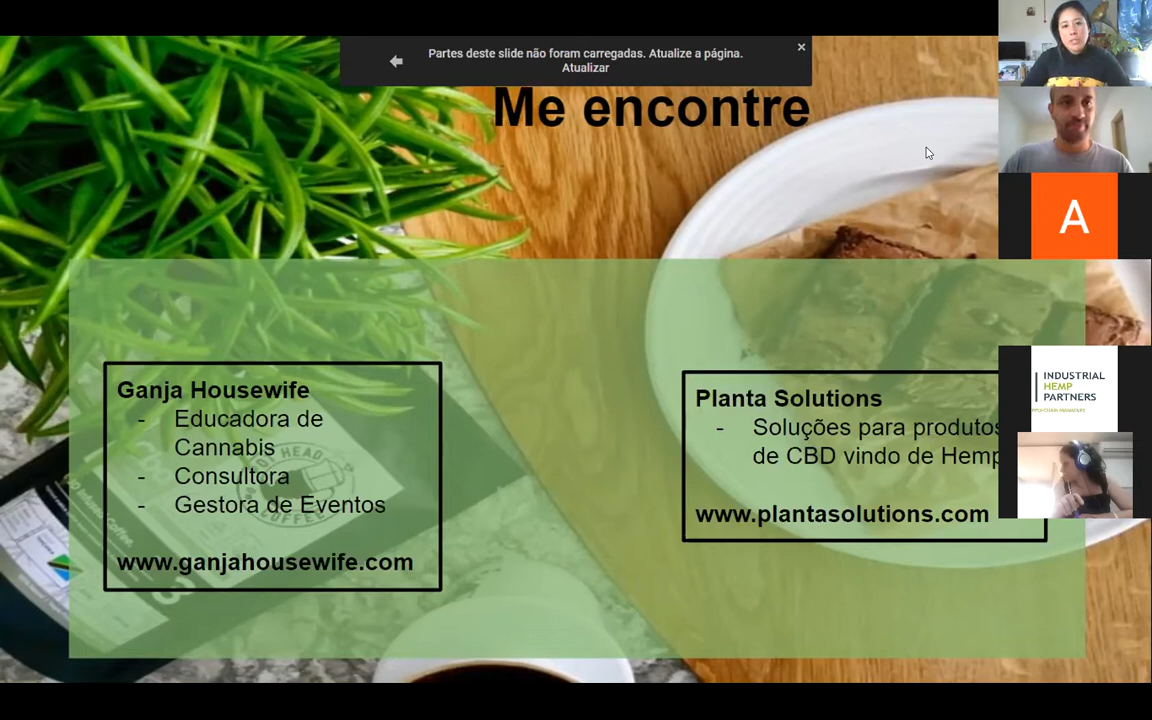 Partes deste slide não foram carregadas. Atualize a página.
Atualizar
Me encontre
A
INDUSTRIAL
HEMP
PARTNERS
Ganja Housewife
- Educadora de
Cannabis
- Consultora
- Gestora de Eventos
www.ganjahousewife.com
Planta Solutions
- Soluções para produtos
de CBD vindo de Hemp
www.plantasolutions.com
HEAD
COFFEE